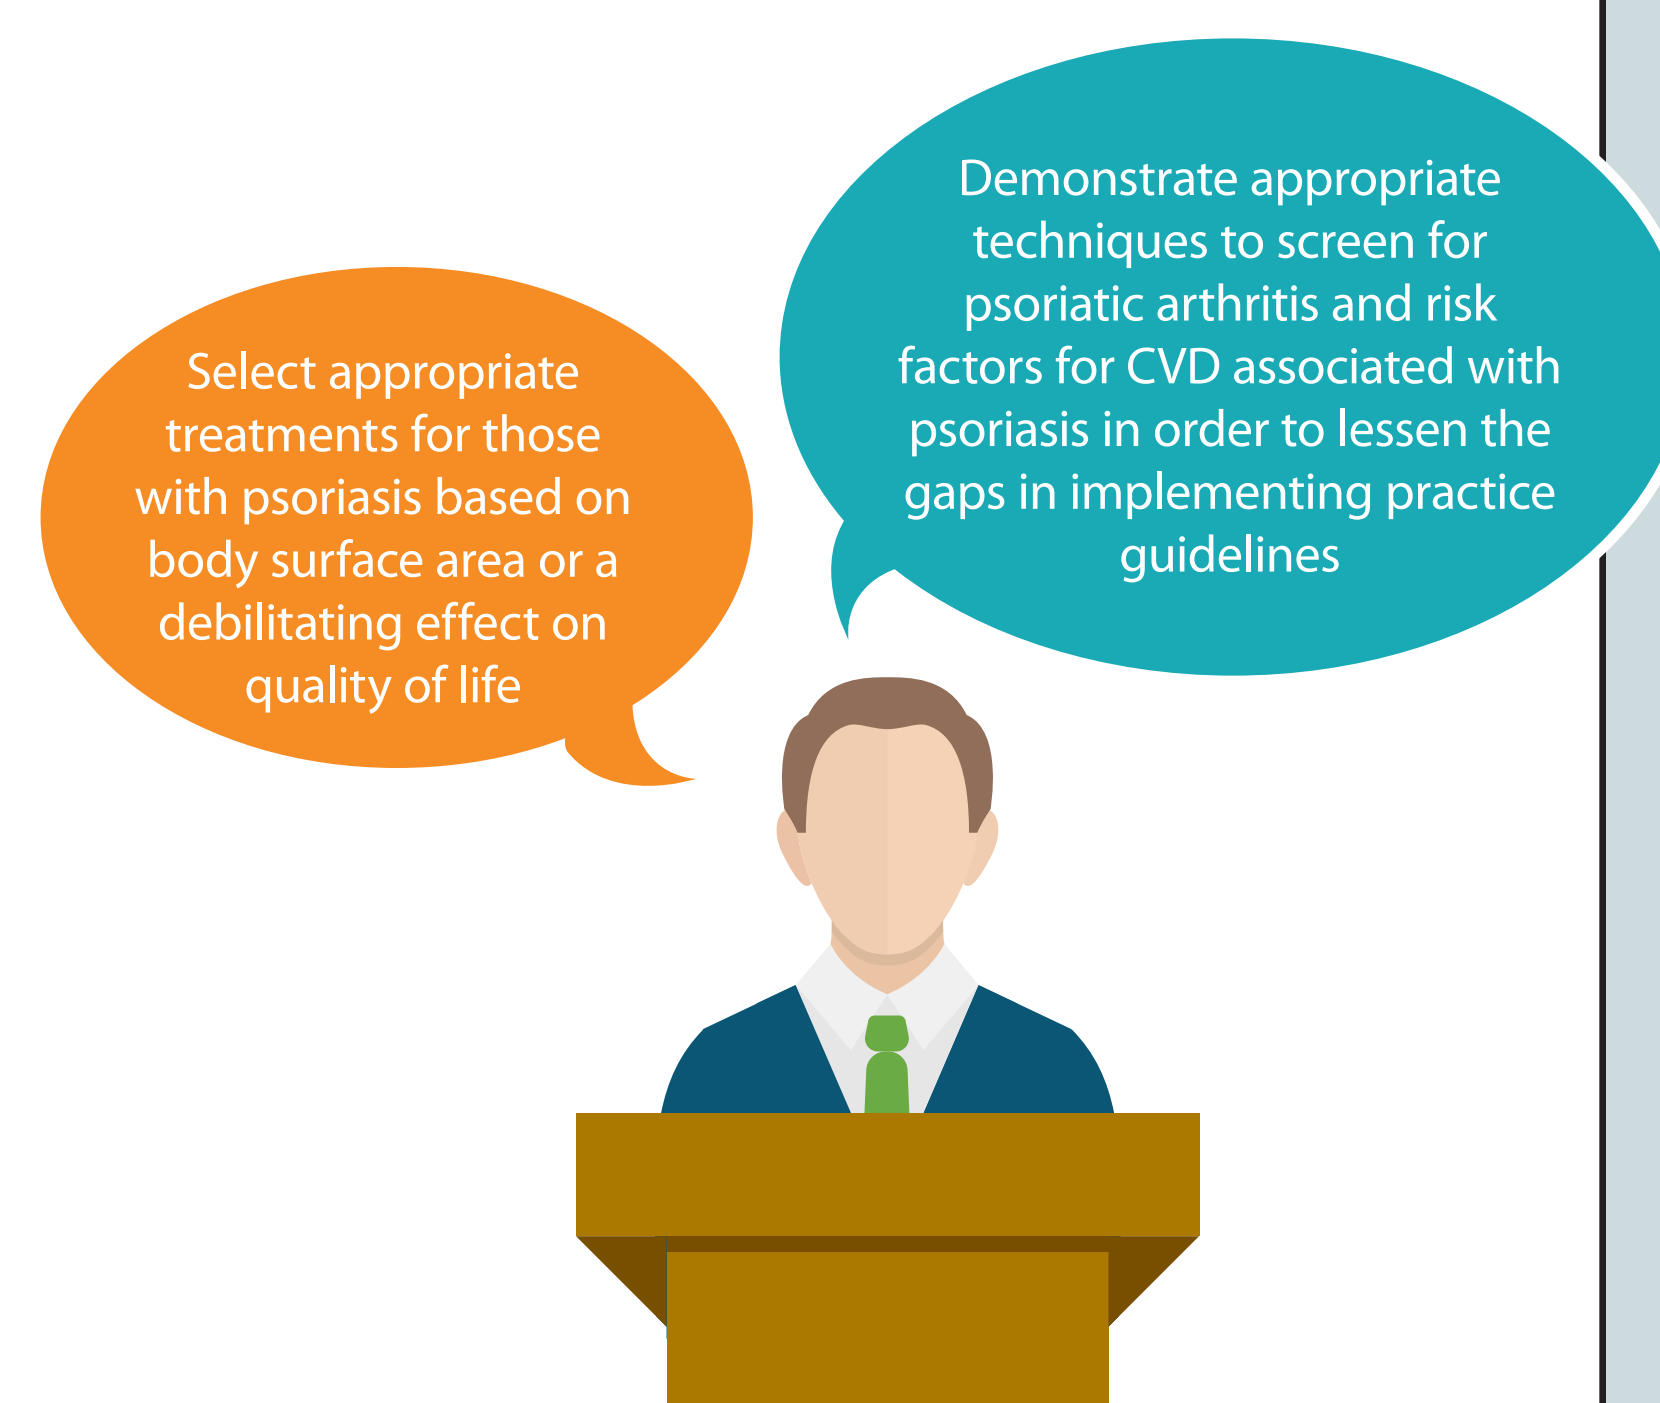 Select appropriate
treatments for those
with psoriasis based on
body surface area or a
debilitating effect on
quality of life
Demonstrate appropriate
techniques to screen for
psoriatic arthritis and risk
factors for CVD associated with
psoriasis in order to lessen the
gaps in implementing practice
guidelines